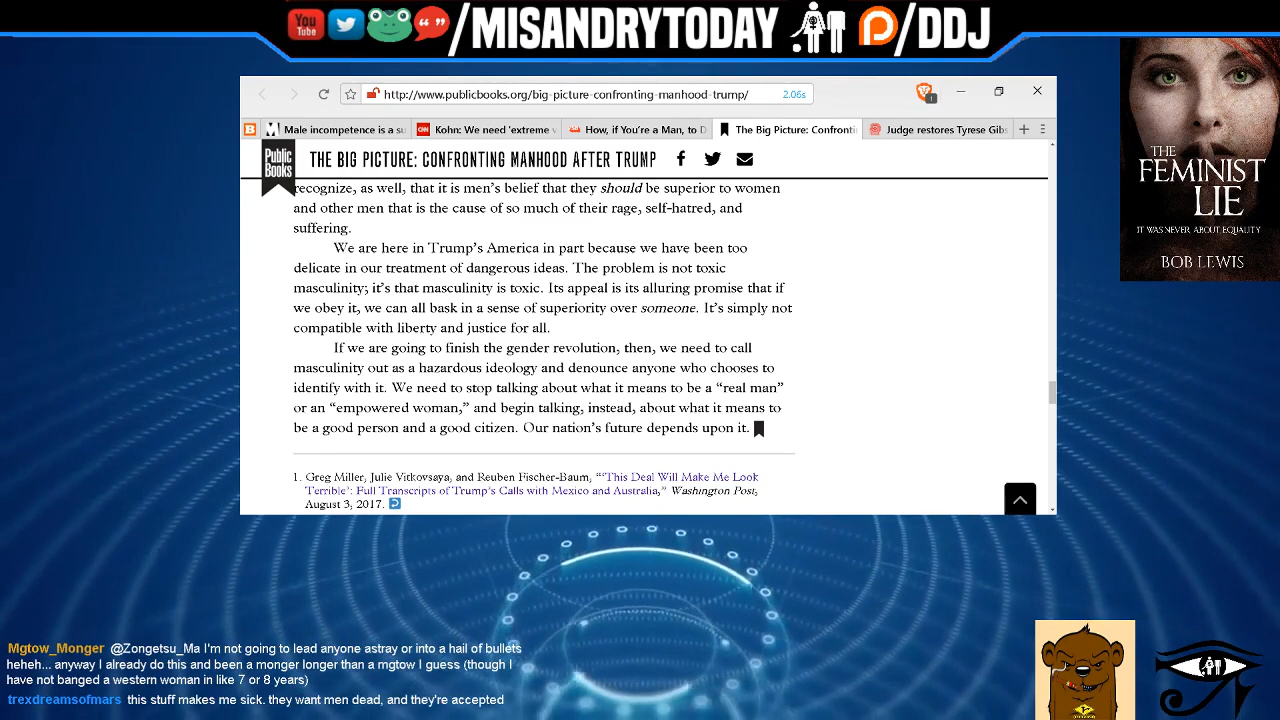 You
Tube
/MISANDRYTODAY
/DDJ
http://www.publicbooks.org/big-picture-confronting-manhood-trump/
2.06s
1
Male incompetence is a su
CNN
Kohn: We need 'extreme v
How, if You're a Man, to D
The Big Picture: Confronti
Judge restores Tyrese Gibs
Public
Books
THE BIG PICTURE: CONFRONTING MANHOOD AFTER TRUMP
recognize, as well, that it is men's belief that they should be superior to women
and other men that is the cause of so much of their rage, self-hatred, and
suffering.
We are here in Trump's America in part because we have been too
delicate in our treatment of dangerous ideas. The problem is not toxic
masculinity; it's that masculinity is toxic. Its appeal is its alluring promise that if
we obey it, we can all bask in a sense of superiority over someone. It's simply not
compatible with liberty and justice for all.
If we are going to finish the gender revolution, then, we need to call
masculinity out as a hazardous ideology and denounce anyone who chooses to
identify with it. We need to stop talking about what it means to be a “real man”
or an “empowered woman,” and begin talking, instead, about what it means to
be a good person and a good citizen. Our nation's future depends upon it.
1. Greg Miller, Julie Vitkovsaya, and Reuben Fischer-Baum, “‘This Deal Will Make Me Look
Terrible’: Full Transcripts of Trump's Calls with Mexico and Australia,” Washington Post,
August 3, 2017.
THE
FEMINIST
LIE
IT WAS NEVER ABOUT EQUALITY
BOB LEWIS
Mgtow_Monger @Zongetsu_Ma I'm not going to lead anyone astray or into a hail of bullets
heheh... anyway I already do this and been a monger longer than a mgtow I guess (though I
have not banged a western woman in like 7 or 8 years)
trexdreamsofmars this stuff makes me sick. they want men dead, and they're accepted